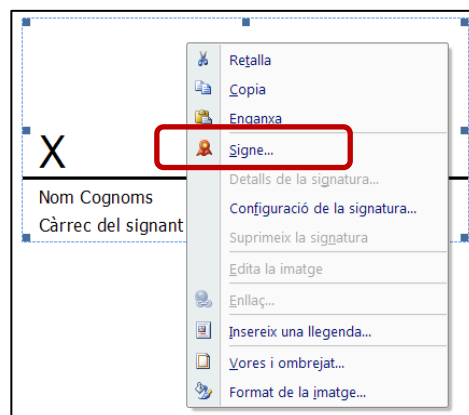 Retalla
Copia
Enganxa
Signe...
Detalls de la signatura...
Configuració de la signatura...
Suprimeix la signatura
Edita la imatge
Enllaç...
Insereix una llegenda...
Vores i ombrejat...
Format de la imatge...
X
Nom Cognoms
Càrrec del signant